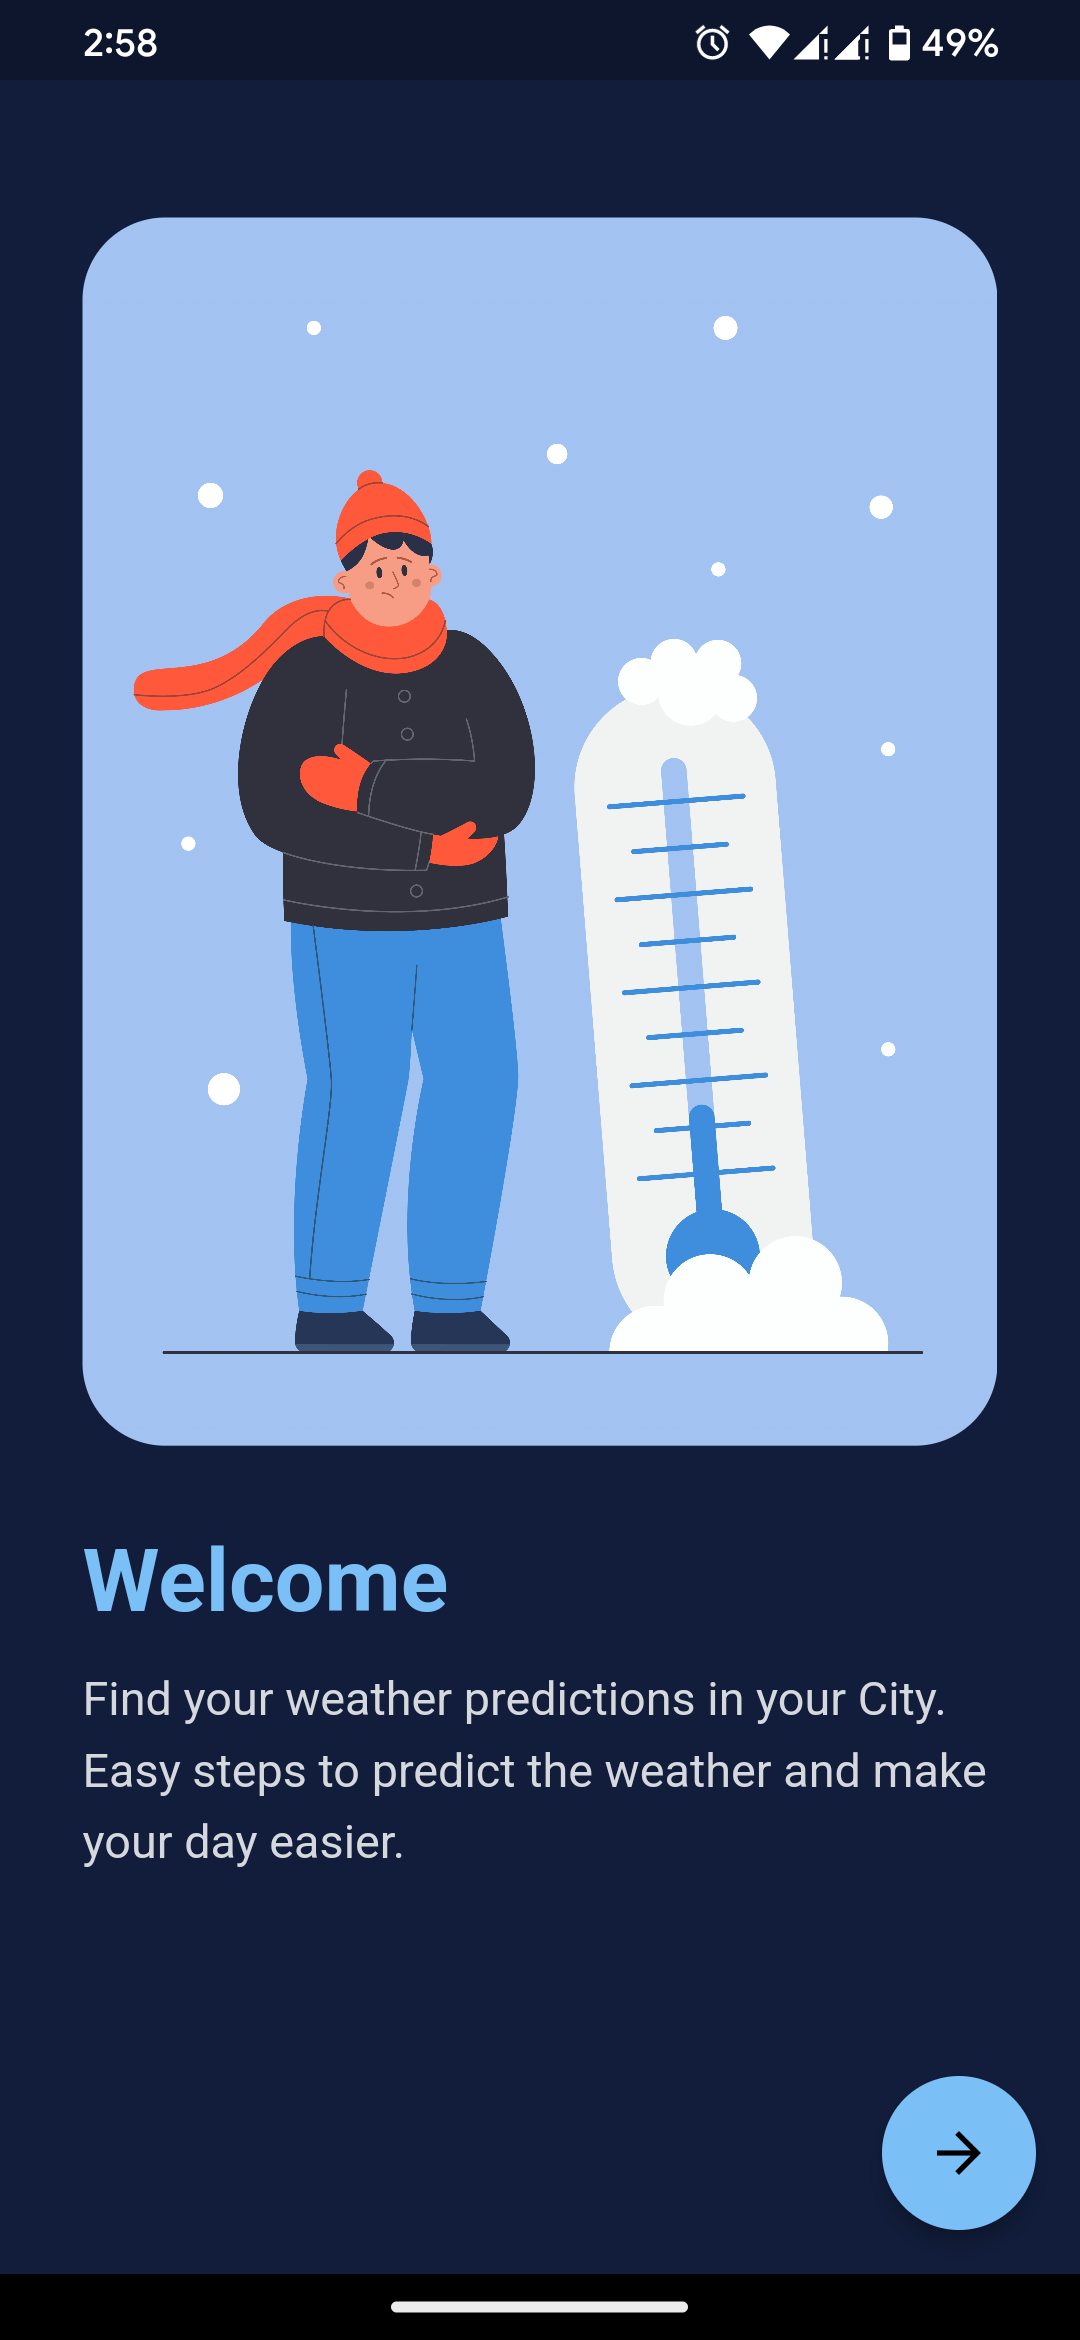 2:58 49%
Welcome
Find your weather predictions in your City.
Easy steps to predict the weather and make
your day easier.